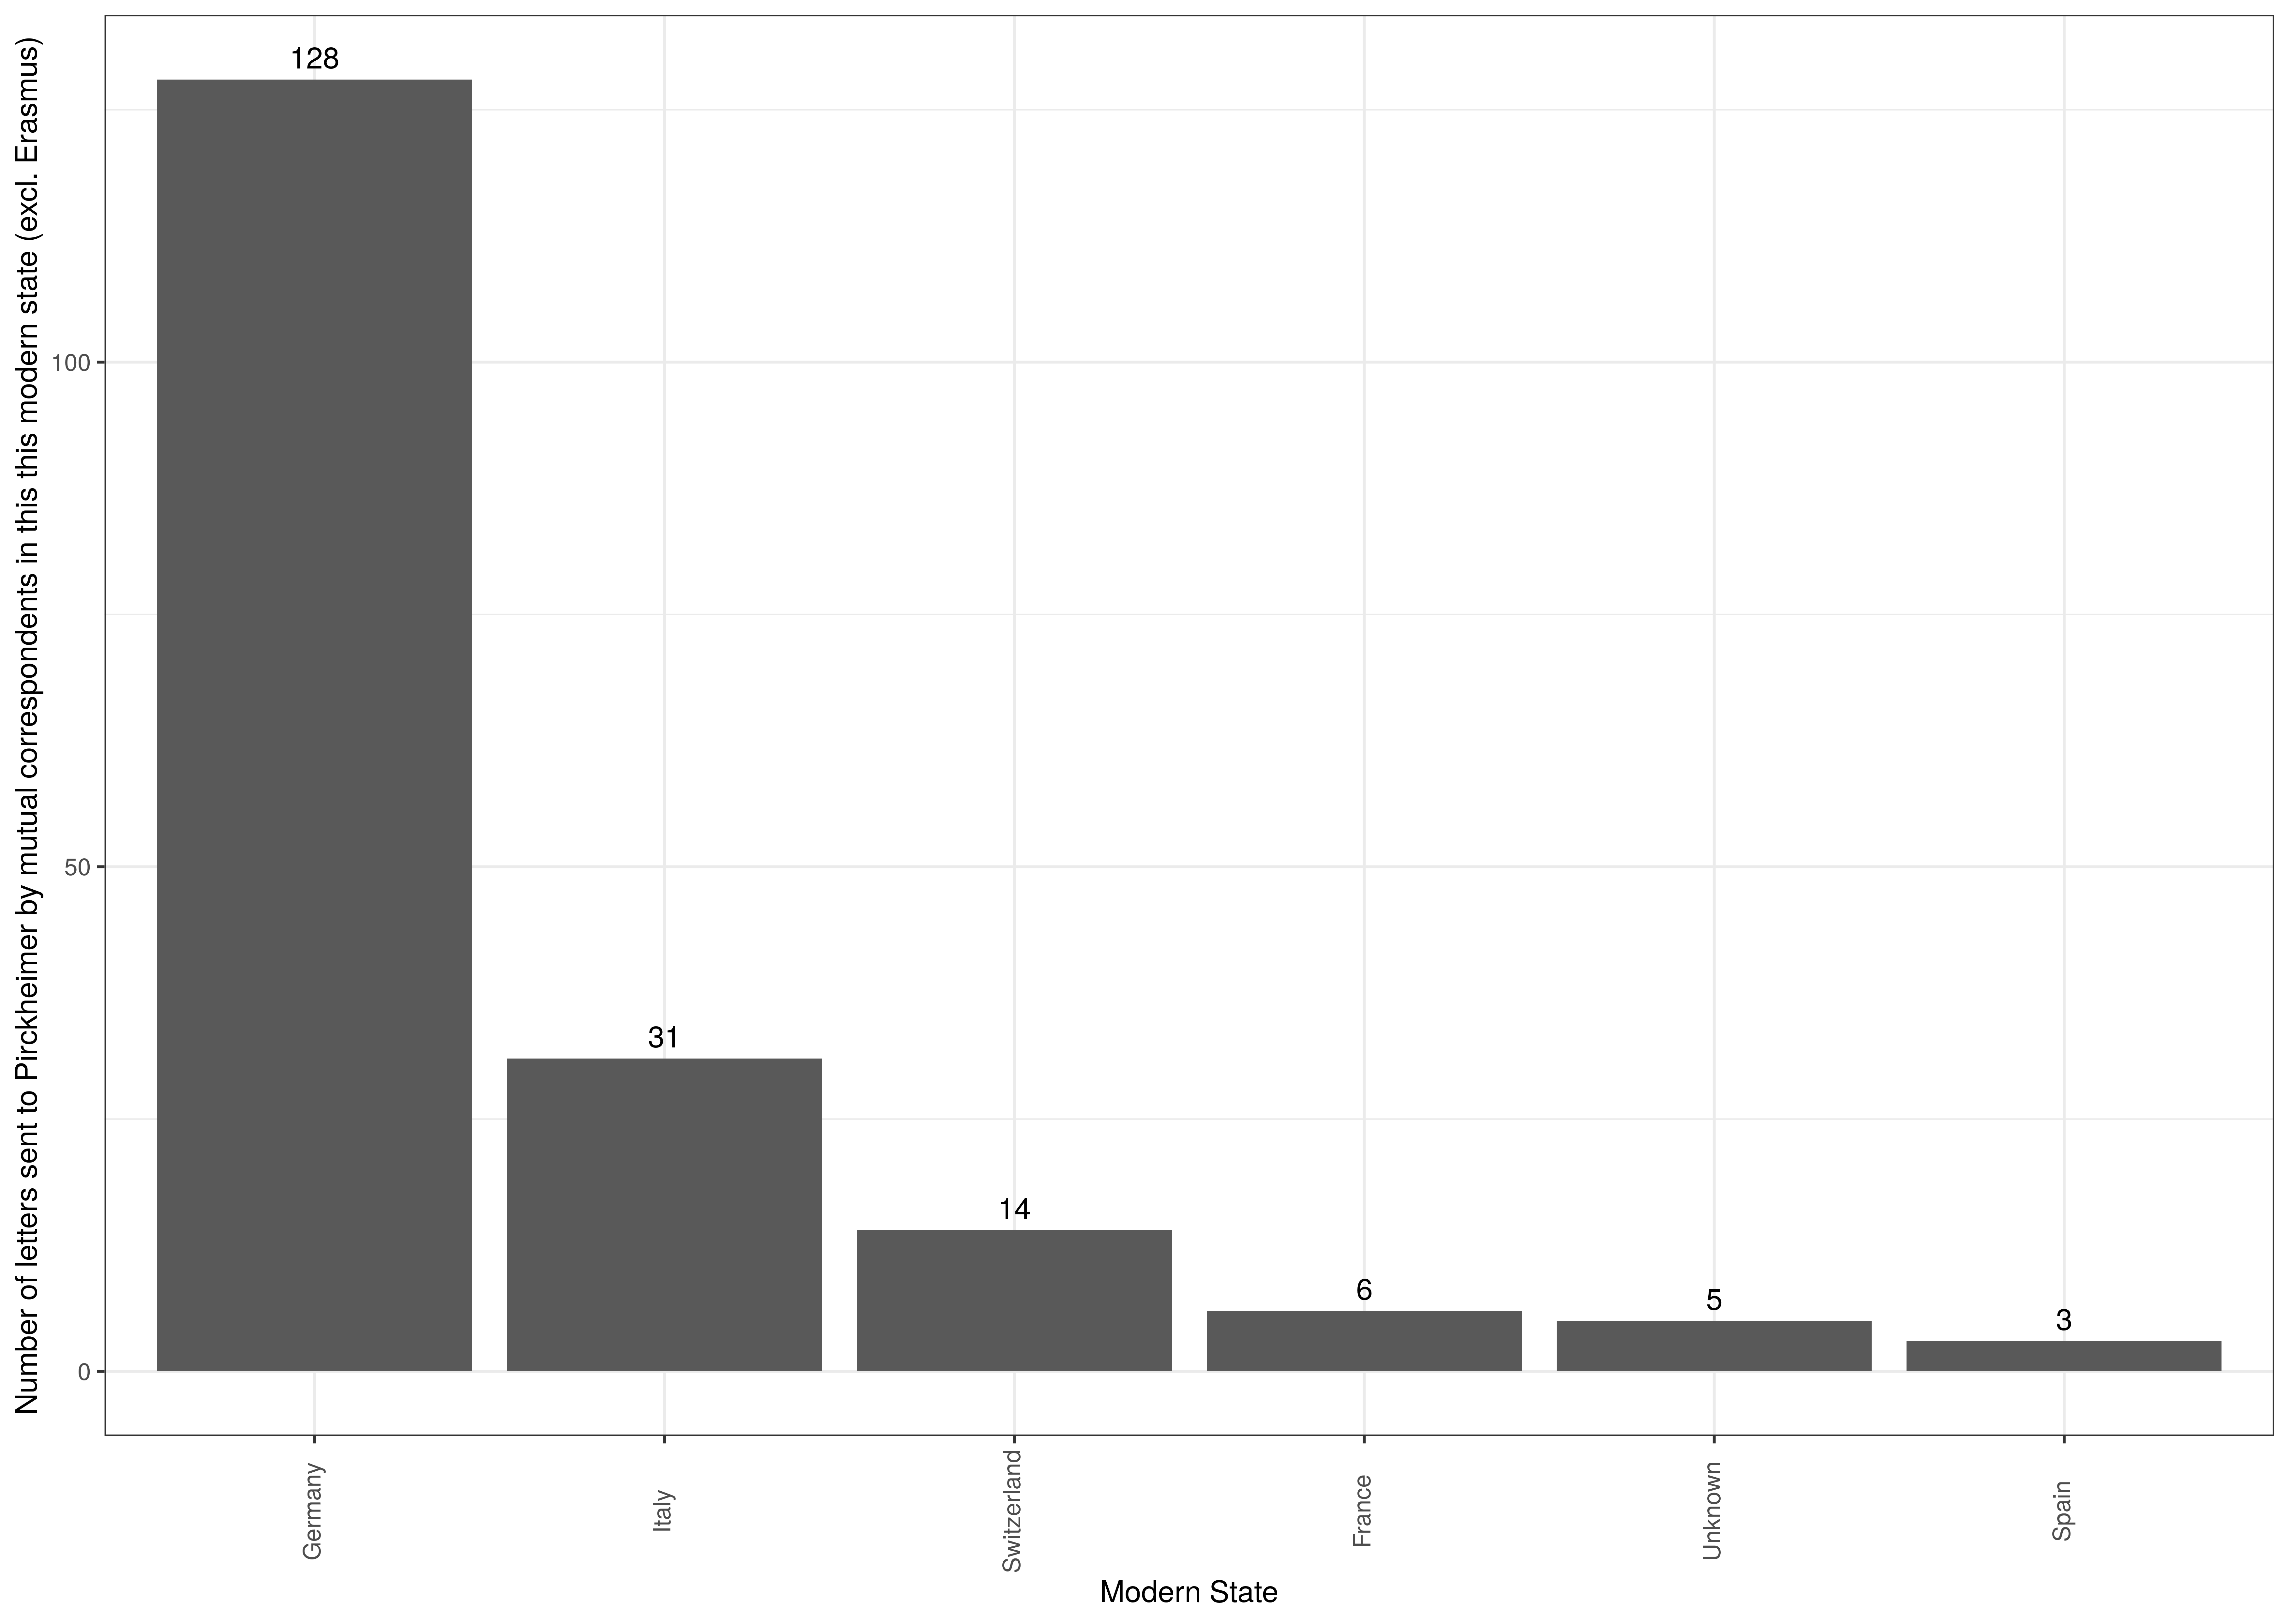 Number of letters sent to Pirckheimer by mutual correspondents in this this modern state (excl. Erasmus)
128
100
50
31
14
6
5
3
0
Germany
Italy
Switzerland
France
Unknown
Spain
Modern State